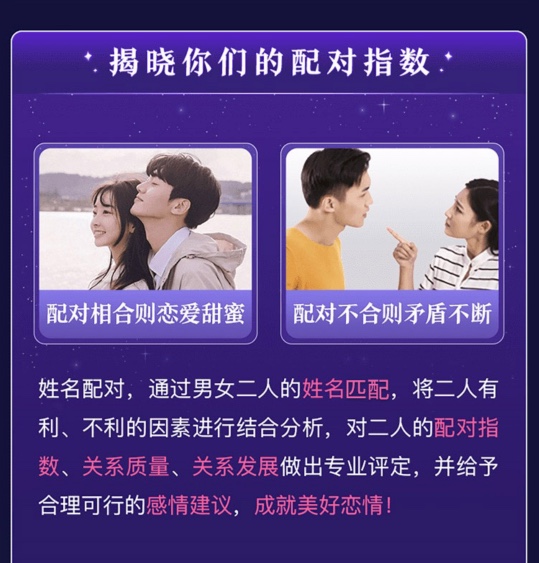 揭晓你们的配对指数
配对相合则恋爱甜蜜
配对不合则矛盾不断
姓名配对，通过男女二人的姓名匹配，将二人有
利、不利的因素进行结合分析，对二人的配对指
数、关系质量、关系发展做出专业评定，并给予
合理可行的感情建议，成就美好恋情！